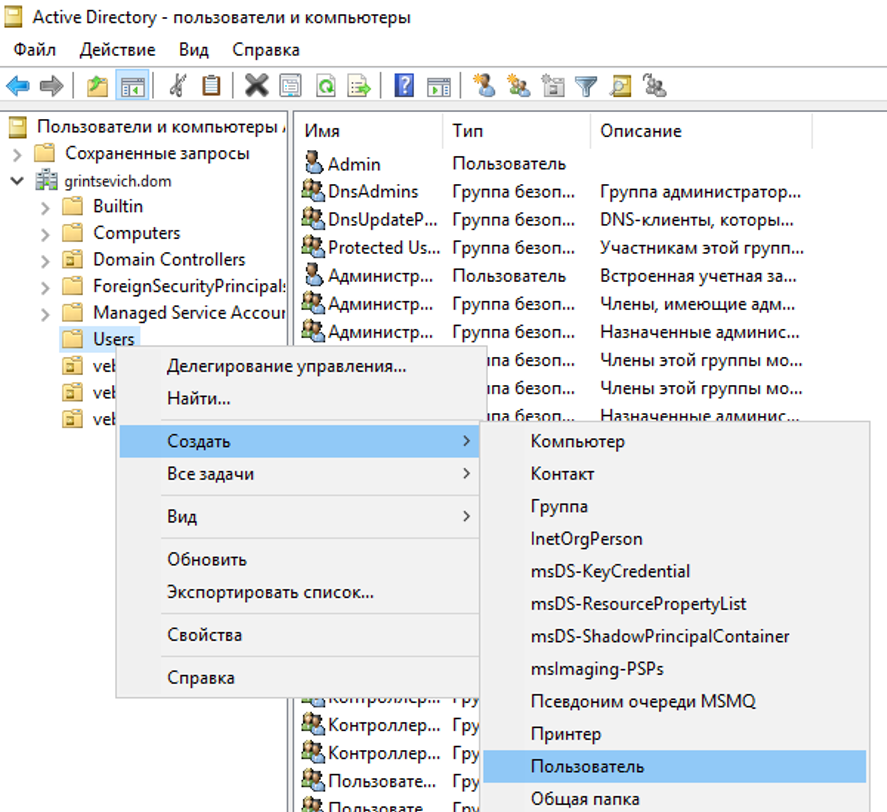 Active Directory - пользователи и компьютеры
Файл Действие Вид Справка
Пользователи и компьютеры
Сохраненные запросы
grintsevich.dom
Builtin
Computers
Domain Controllers
ForeignSecurityPrincipals
Managed Service Accour
Users
veb
veb
veb
Имя Тип Описание
Admin Пользователь
DnsAdmins Группа безоп... Группа администратор...
DnsUpdateP... Группа безоп... DNS-клиенты, которы...
Protected Us... Группа безоп... Участникам этой групп...
Администр... Пользователь Встроенная учетная за...
Администр... Группа безоп... Члены, имеющие адм...
Администр... Группа безоп... Назначенные админис...
па безоп... Члены этой группы мо...
па безоп... Члены этой группы мо...
па безоп... Назначенные админис...
Делегирование управления...
Найти...
Создать
Все задачи
Вид
Обновить
Экспортировать список...
Свойства
Справка
Компьютер
Контакт
Группа
InetOrgPerson
msDS-KeyCredential
msDS-ResourcePropertyList
msDS-ShadowPrincipalContainer
msImaging-PSPs
Псевдоним очереди MSMQ
Принтер
Пользователь
Общая папка
Контроллер... Гру
Контроллер... Гру
Контроллер... Гру
Пользовате... Гру
Пользовате... Гру